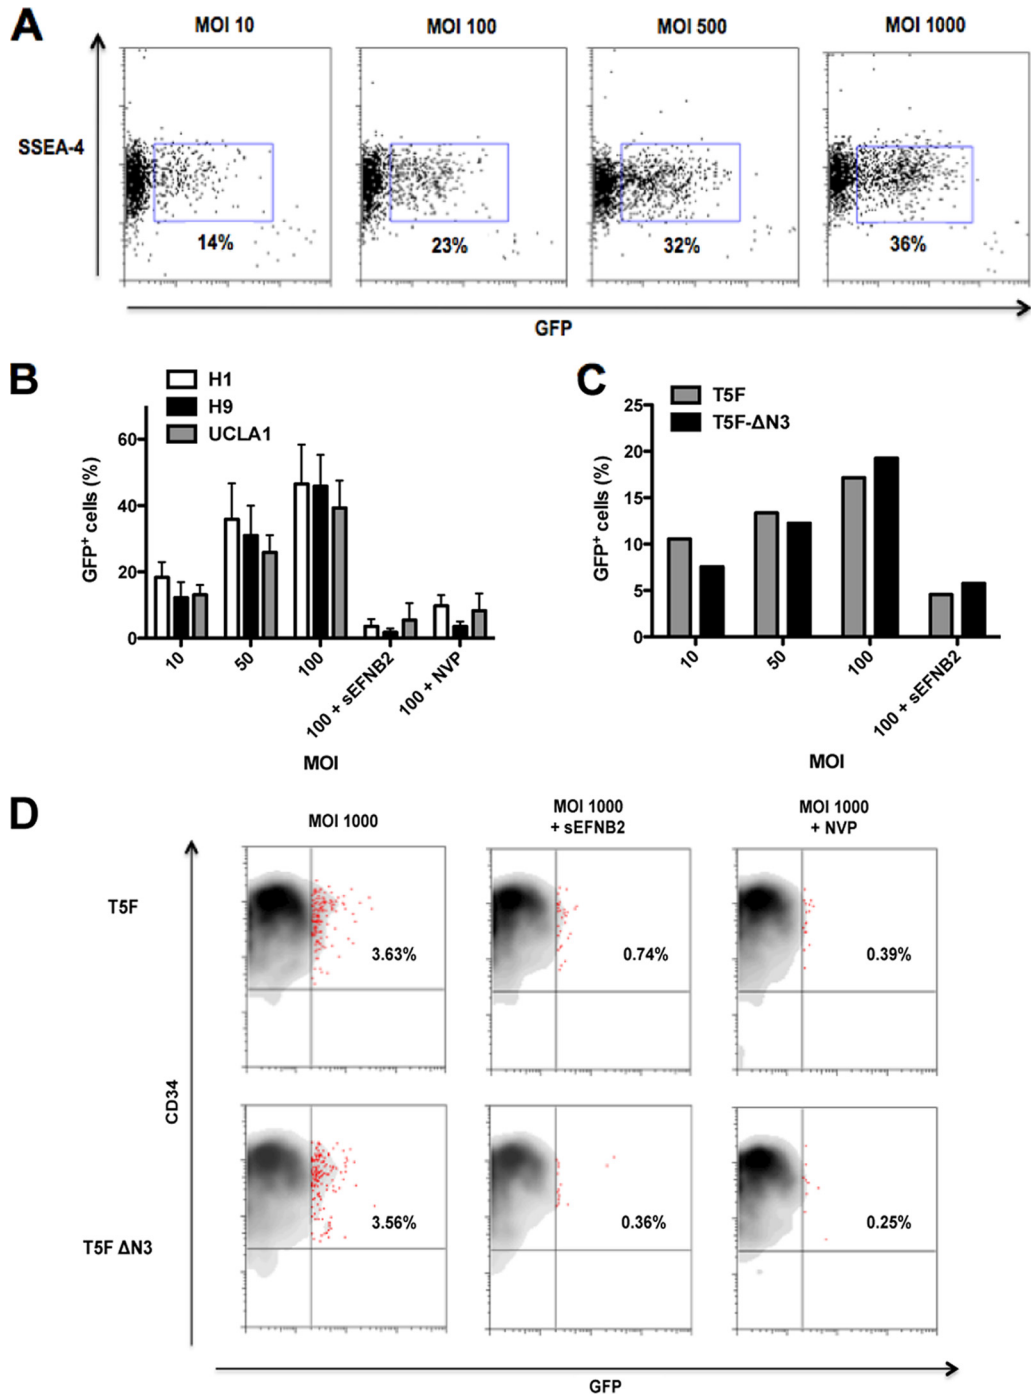 A
MOI 10
MOI 100
MOI 500
MOI 1000
SSEA-4
14%
23%
32%
36%
GFP
B
H1
H9
UCLA1
GFP+ cells (%)
60
40
20
0
10
50
100
100 + sEFNB2
100 + NVP
MOI
C
T5F
T5F-ΔN3
GFP+ cells (%)
25
20
15
10
5
0
10
50
100
100 + sEFNB2
MOI
D
MOI 1000
MOI 1000
+ sEFNB2
MOI 1000
+ NVP
T5F
3.63%
0.74%
0.39%
CD34
T5F ΔN3
3.56%
0.36%
0.25%
GFP